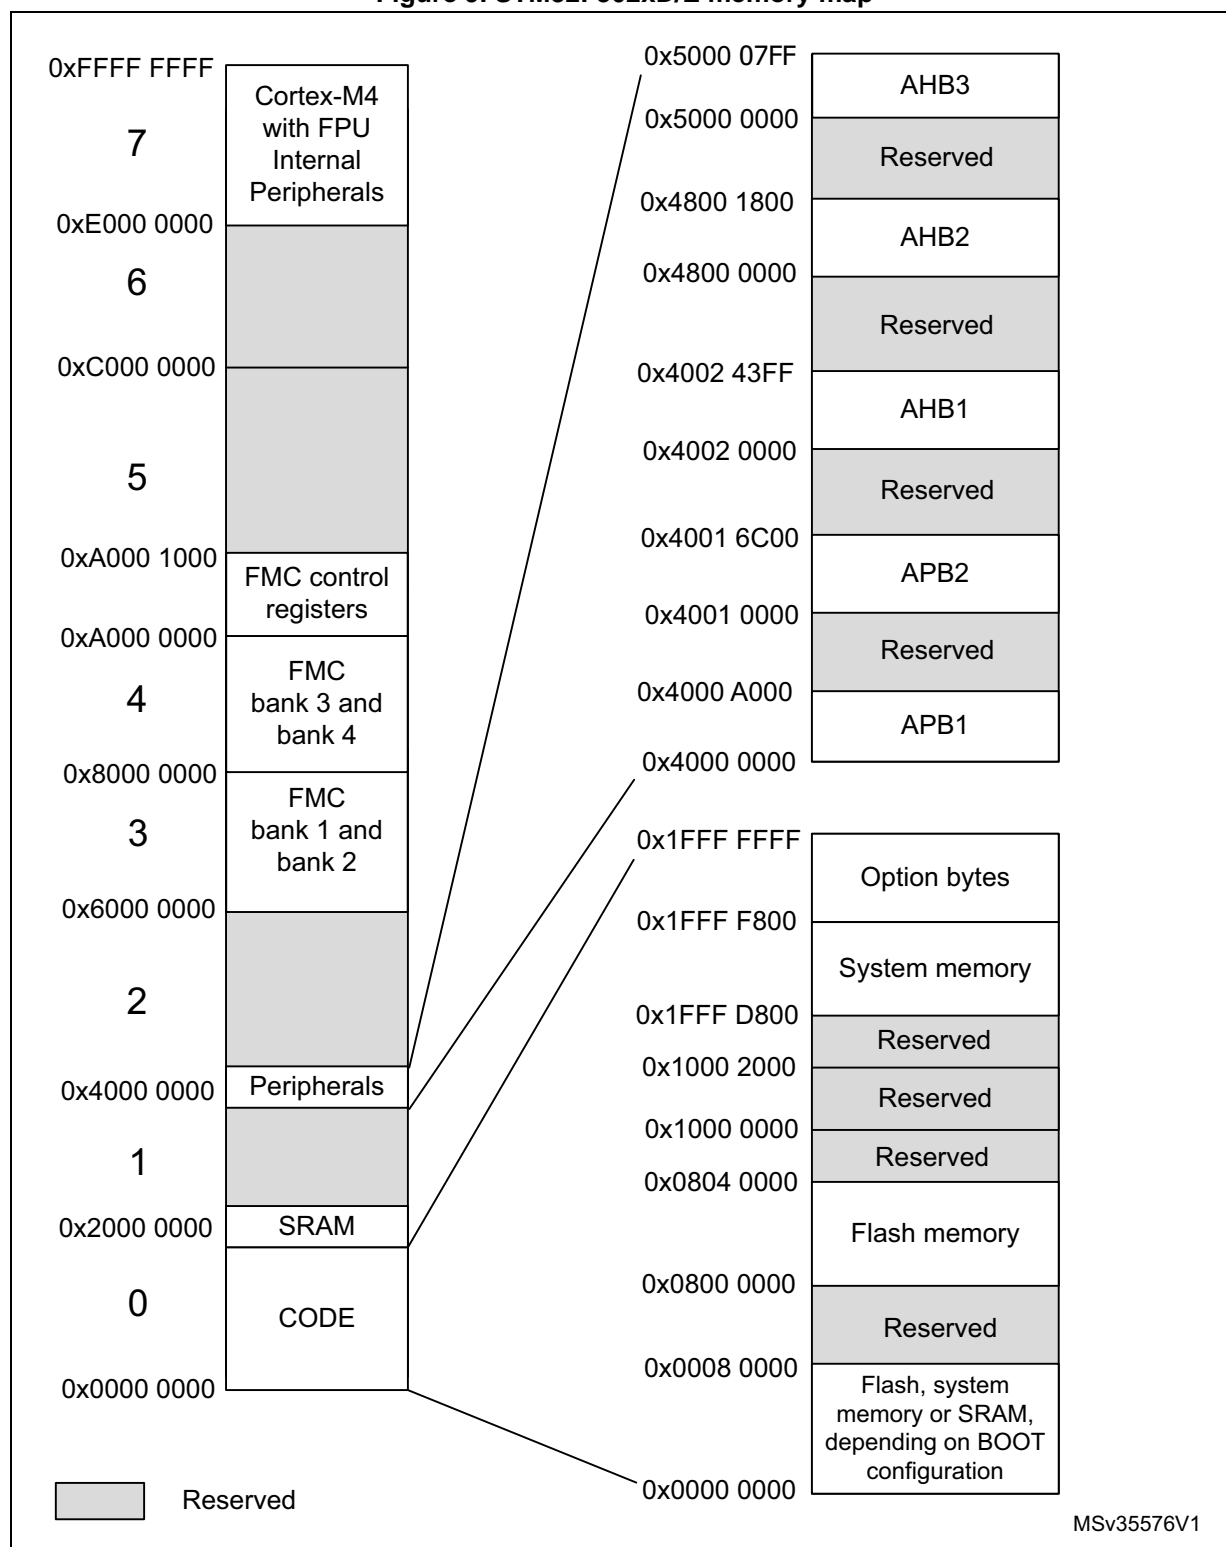 0xFFFF FFFF
Cortex-M4
with FPU
Internal
Peripherals
7
0xE000 0000
6
0xC000 0000
5
0xA000 1000
FMC control
registers
0xA000 0000
FMC
bank 3 and
bank 4
4
0x8000 0000
FMC
bank 1 and
bank 2
3
0x6000 0000
2
0x4000 0000
Peripherals
1
0x2000 0000
SRAM
0
CODE
0x0000 0000
Reserved
0x5000 07FF
AHB3
0x5000 0000
Reserved
0x4800 1800
AHB2
0x4800 0000
Reserved
0x4002 43FF
AHB1
0x4002 0000
Reserved
0x4001 6C00
APB2
0x4001 0000
Reserved
0x4000 A000
APB1
0x4000 0000
0x1FFF FFFF
Option bytes
0x1FFF F800
System memory
0x1FFF D800
Reserved
0x1000 2000
Reserved
0x1000 0000
Reserved
0x0804 0000
Flash memory
0x0800 0000
Reserved
0x0008 0000
Flash, system
memory or SRAM,
depending on BOOT
configuration
0x0000 0000
MSv35576V1